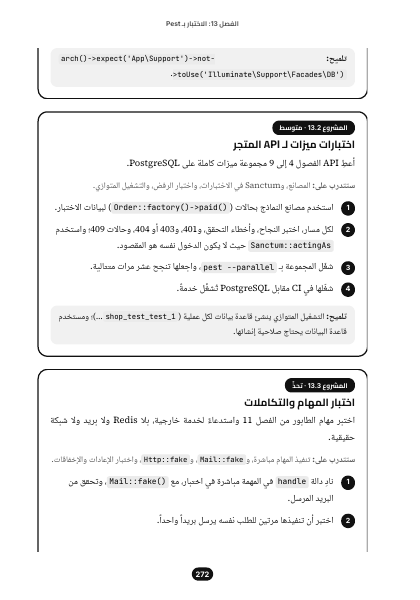 الفصل 13: الاختبار بـ Pest
تلميح: arch()->expect('App\Support')->not-
>toUse('Illuminate\Support\Facades\DB').
المشروع 13.2 · متوسط
اختبارات ميزات لـ API المتجر
أعطِ API الفصول 4 إلى 9 مجموعة ميزات كاملة على PostgreSQL.
ستتدرب على: المصانع، وSanctum في الاختبارات، واختبار الرفض، والتشغيل المتوازي.
1 استخدم مصانع النماذج بحالات (Order::factory()->paid()) لبيانات الاختبار.
2 لكل مسار، اختبر النجاح، وأخطاء التحقق، و401، و403 أو 404، وحالات 409؛ واستخدم
Sanctum::actingAs حيث لا يكون الدخول نفسه هو المقصود.
3 شغّل المجموعة بـ pest --parallel، واجعلها تنجح عشر مرات متتالية.
4 شغّلها في CI مقابل PostgreSQL تُشغَّل خدمةً.
تلميح: التشغيل المتوازي ينشئ قاعدة بيانات لكل عملية (shop_test_test_1 …)؛ ومستخدم
قاعدة البيانات يحتاج صلاحية إنشائها.
المشروع 13.3 · تحدٍّ
اختبار المهام والتكاملات
اختبر مهام الطابور من الفصل 11 واستدعاءً لخدمة خارجية، بلا Redis ولا بريد ولا شبكة
حقيقية.
ستتدرب على: تنفيذ المهام مباشرة، وMail::fake، وHttp::fake، واختبار الإعادات والإخفاقات.
1 نادِ دالة handle في المهمة مباشرة في اختبار، مع Mail::fake()، وتحقق من
البريد المرسل.
2 اختبر أن تنفيذها مرتين للطلب نفسه يرسل بريداً واحداً.
272